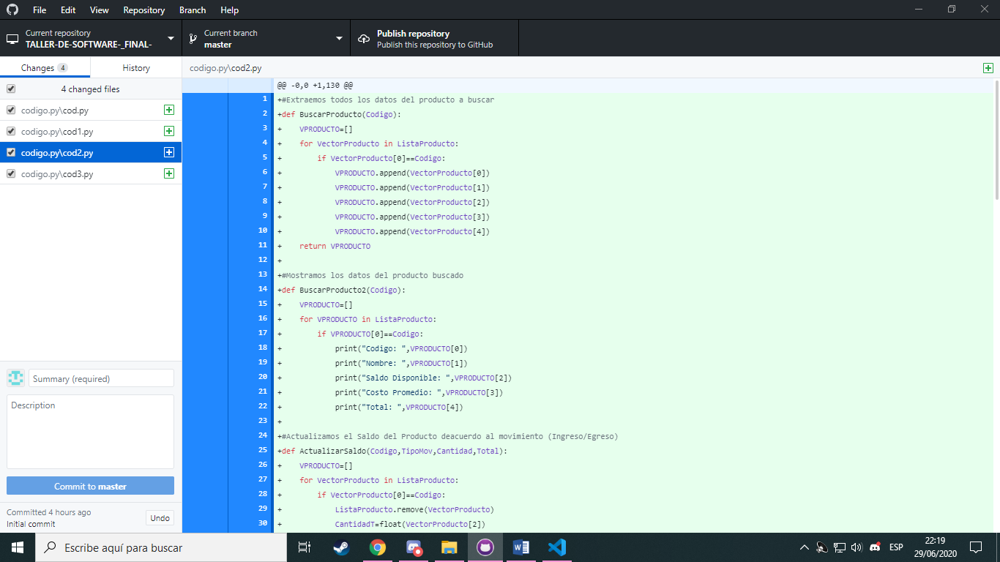 File Edit View Repository Branch Help
Current repository
TALLER-DE-SOFTWARE-_FINAL-
Current branch
master
Publish repository
Publish this repository to GitHub
Changes 4
History
codigo.py\cod2.py
4 changed files
codigo.py\cod.py
codigo.py\cod1.py
codigo.py\cod2.py
codigo.py\cod3.py
@@ -0,0 +1,130 @@
1 +#Extraemos todos los datos del producto a buscar
2 +def BuscarProducto(Codigo):
3 +    VPRODUCTO=[]
4 +    for VectorProducto in ListaProducto:
5 +        if VectorProducto[0]==Codigo:
6 +            VPRODUCTO.append(VectorProducto[0])
7 +            VPRODUCTO.append(VectorProducto[1])
8 +            VPRODUCTO.append(VectorProducto[2])
9 +            VPRODUCTO.append(VectorProducto[3])
10 +            VPRODUCTO.append(VectorProducto[4])
11 +    return VPRODUCTO
12 +
13 +#Mostramos los datos del producto buscado
14 +def BuscarProducto2(Codigo):
15 +    VPRODUCTO=[]
16 +    for VPRODUCTO in ListaProducto:
17 +        if VPRODUCTO[0]==Codigo:
18 +            print("Codigo: ",VPRODUCTO[0])
19 +            print("Nombre: ",VPRODUCTO[1])
20 +            print("Saldo Disponible: ",VPRODUCTO[2])
21 +            print("Costo Promedio: ",VPRODUCTO[3])
22 +            print("Total: ",VPRODUCTO[4])
23 +
24 +#Actualizamos el Saldo del Producto deacuerdo al movimiento (Ingreso/Egreso)
25 +def ActualizarSaldo(Codigo,TipoMov,Cantidad,Total):
26 +    VPRODUCTO=[]
27 +    for VectorProducto in ListaProducto:
28 +        if VectorProducto[0]==Codigo:
29 +            ListaProducto.remove(VectorProducto)
30 +            CantidadT=float(VectorProducto[2])
Summary (required)
Description
Commit to master
Committed 4 hours ago
Initial commit
Undo
Escribe aquí para buscar
ESP
22:19
29/06/2020